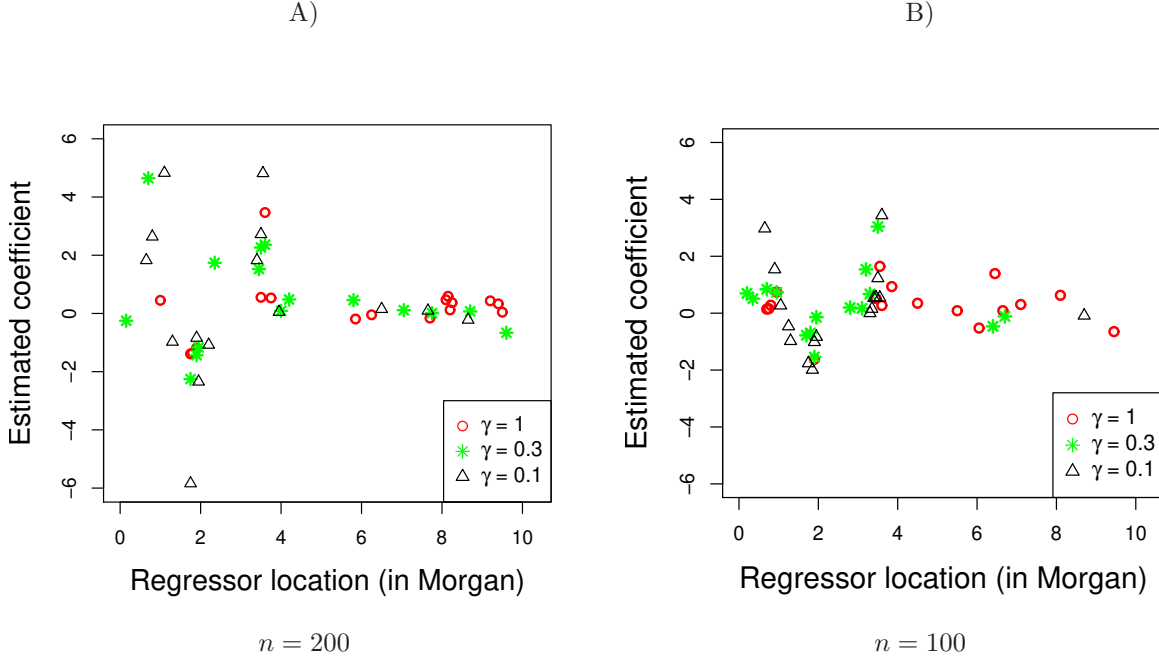 A)
B)
Estimated coefficient
6
4
2
0
−2
−4
−6
γ = 1
γ = 0.3
γ = 0.1
0 2 4 6 8 10
Regressor location (in Morgan)
n = 200
Estimated coefficient
6
4
2
0
−2
−4
−6
γ = 1
γ = 0.3
γ = 0.1
0 2 4 6 8 10
Regressor location (in Morgan)
n = 100